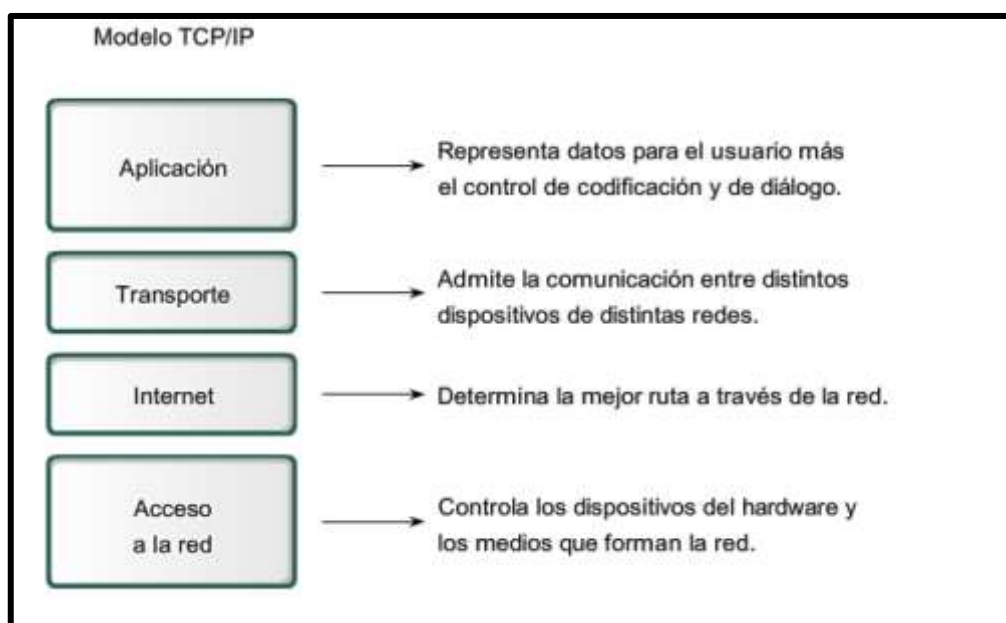 Modelo TCP/IP
Aplicación
Representa datos para el usuario más
el control de codificación y de diálogo.
Transporte
Admite la comunicación entre distintos
dispositivos de distintas redes.
Internet
Determina la mejor ruta a través de la red.
Acceso
a la red
Controla los dispositivos del hardware y
los medios que forman la red.